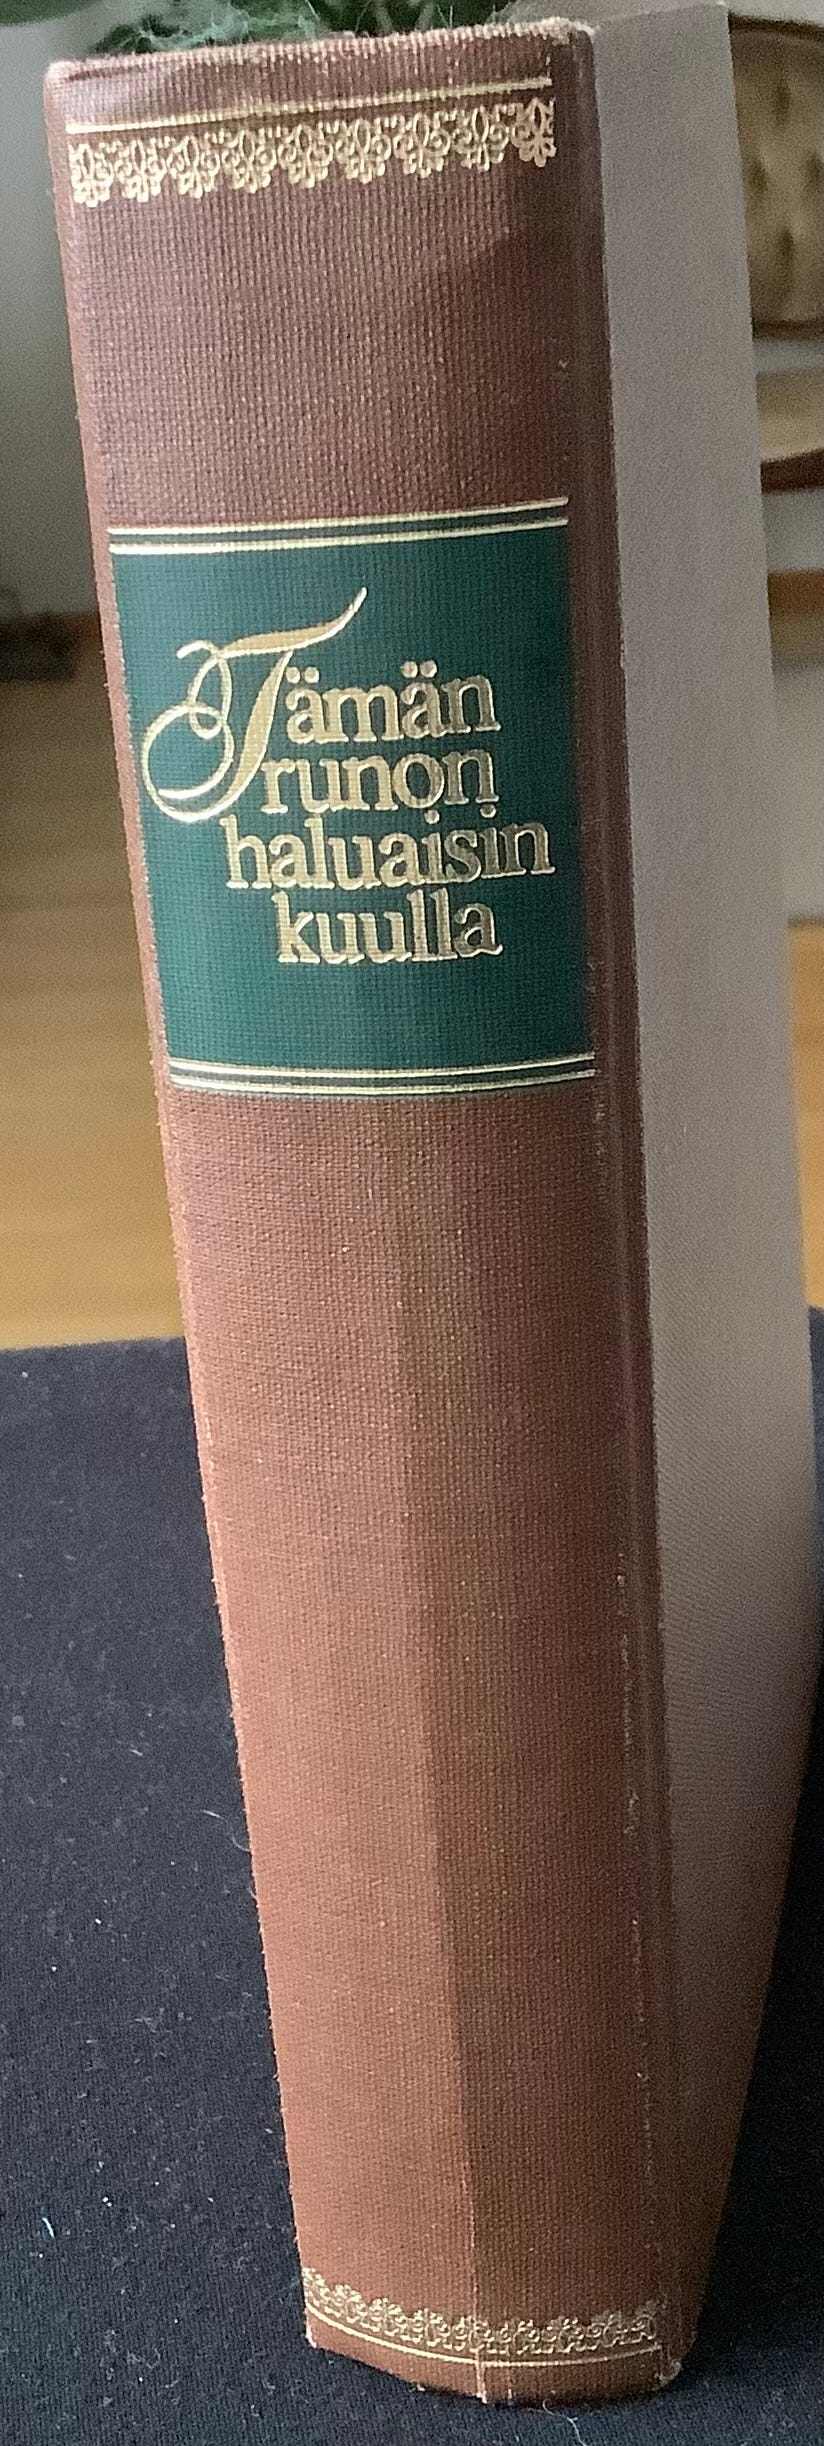 Tämän
runon
haluaisin
kuulla